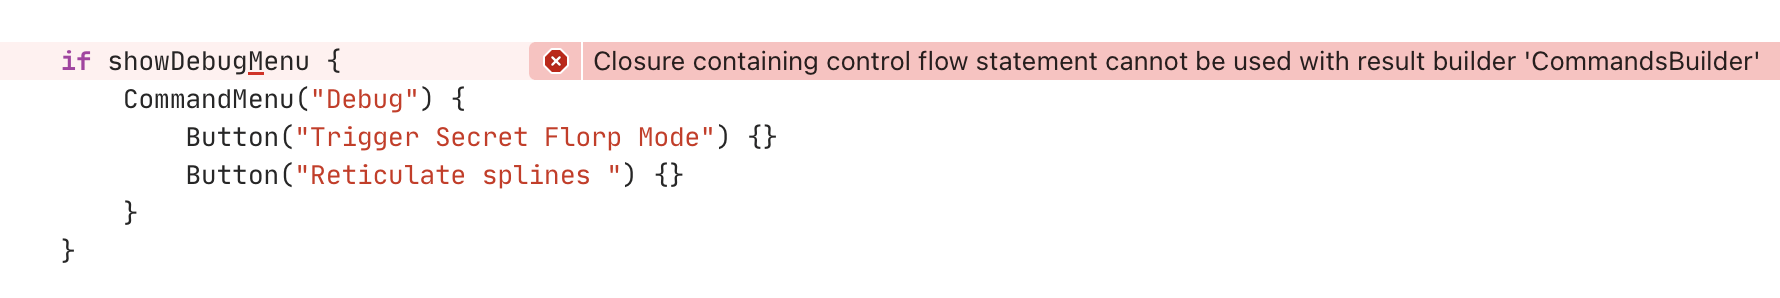 if showDebugMenu { Closure containing control flow statement cannot be used with result builder 'CommandsBuilder'
CommandMenu("Debug") {
Button("Trigger Secret Florp Mode") {}
Button("Reticulate splines ") {}
}
}